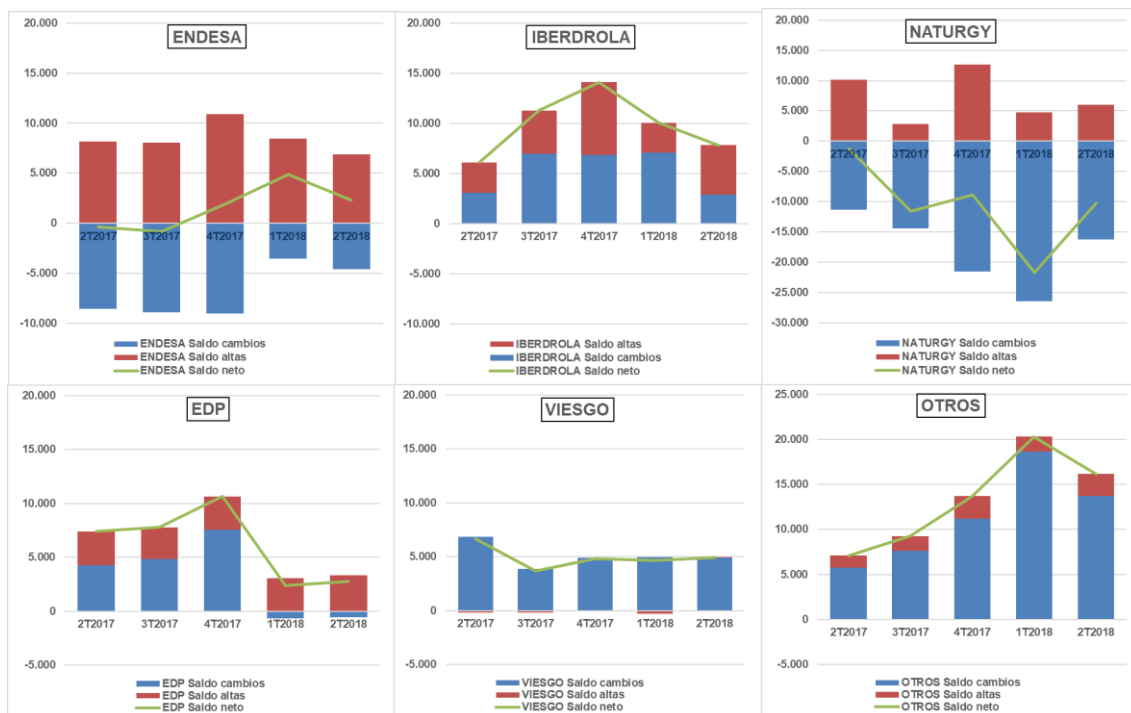 ENDESA
20.000
15.000
10.000
5.000
0
-5.000
-10.000
2T2017 3T2017 4T2017 1T2018 2T2018
ENDESA Saldo cambios
ENDESA Saldo altas
ENDESA Saldo neto
IBERDROLA
20.000
15.000
10.000
5.000
0
-5.000
-10.000
2T2017 3T2017 4T2017 1T2018 2T2018
IBERDROLA Saldo altas
IBERDROLA Saldo cambios
IBERDROLA Saldo neto
NATURGY
20.000
15.000
10.000
5.000
0
-5.000
-10.000
-15.000
-20.000
-25.000
-30.000
2T2017 3T2017 4T2017 1T2018 2T2018
NATURGY Saldo cambios
NATURGY Saldo altas
NATURGY Saldo neto
EDP
20.000
15.000
10.000
5.000
0
-5.000
2T2017 3T2017 4T2017 1T2018 2T2018
EDP Saldo cambios
EDP Saldo altas
EDP Saldo neto
VIESGO
20.000
15.000
10.000
5.000
0
-5.000
2T2017 3T2017 4T2017 1T2018 2T2018
VIESGO Saldo cambios
VIESGO Saldo altas
VIESGO Saldo neto
OTROS
25.000
20.000
15.000
10.000
5.000
0
-5.000
2T2017 3T2017 4T2017 1T2018 2T2018
OTROS Saldo cambios
OTROS Saldo altas
OTROS Saldo neto